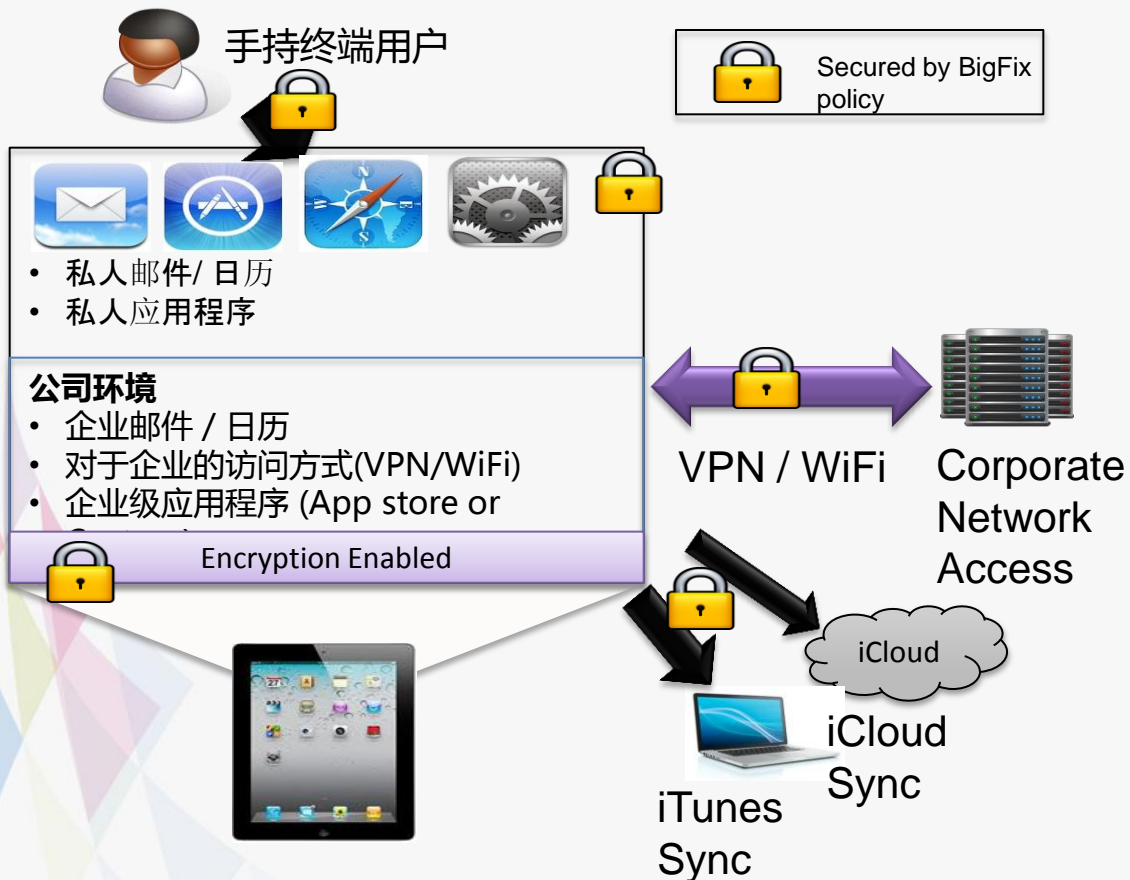 手持终端用户
Secured by BigFix
policy
• 私人邮件/ 日历
• 私人应用程序
公司环境
• 企业邮件 / 日历
• 对于企业的访问方式(VPN/WiFi)
• 企业级应用程序 (App store or
Encryption Enabled
VPN / WiFi
Corporate
Network
Access
iCloud
iCloud
Sync
iTunes
Sync